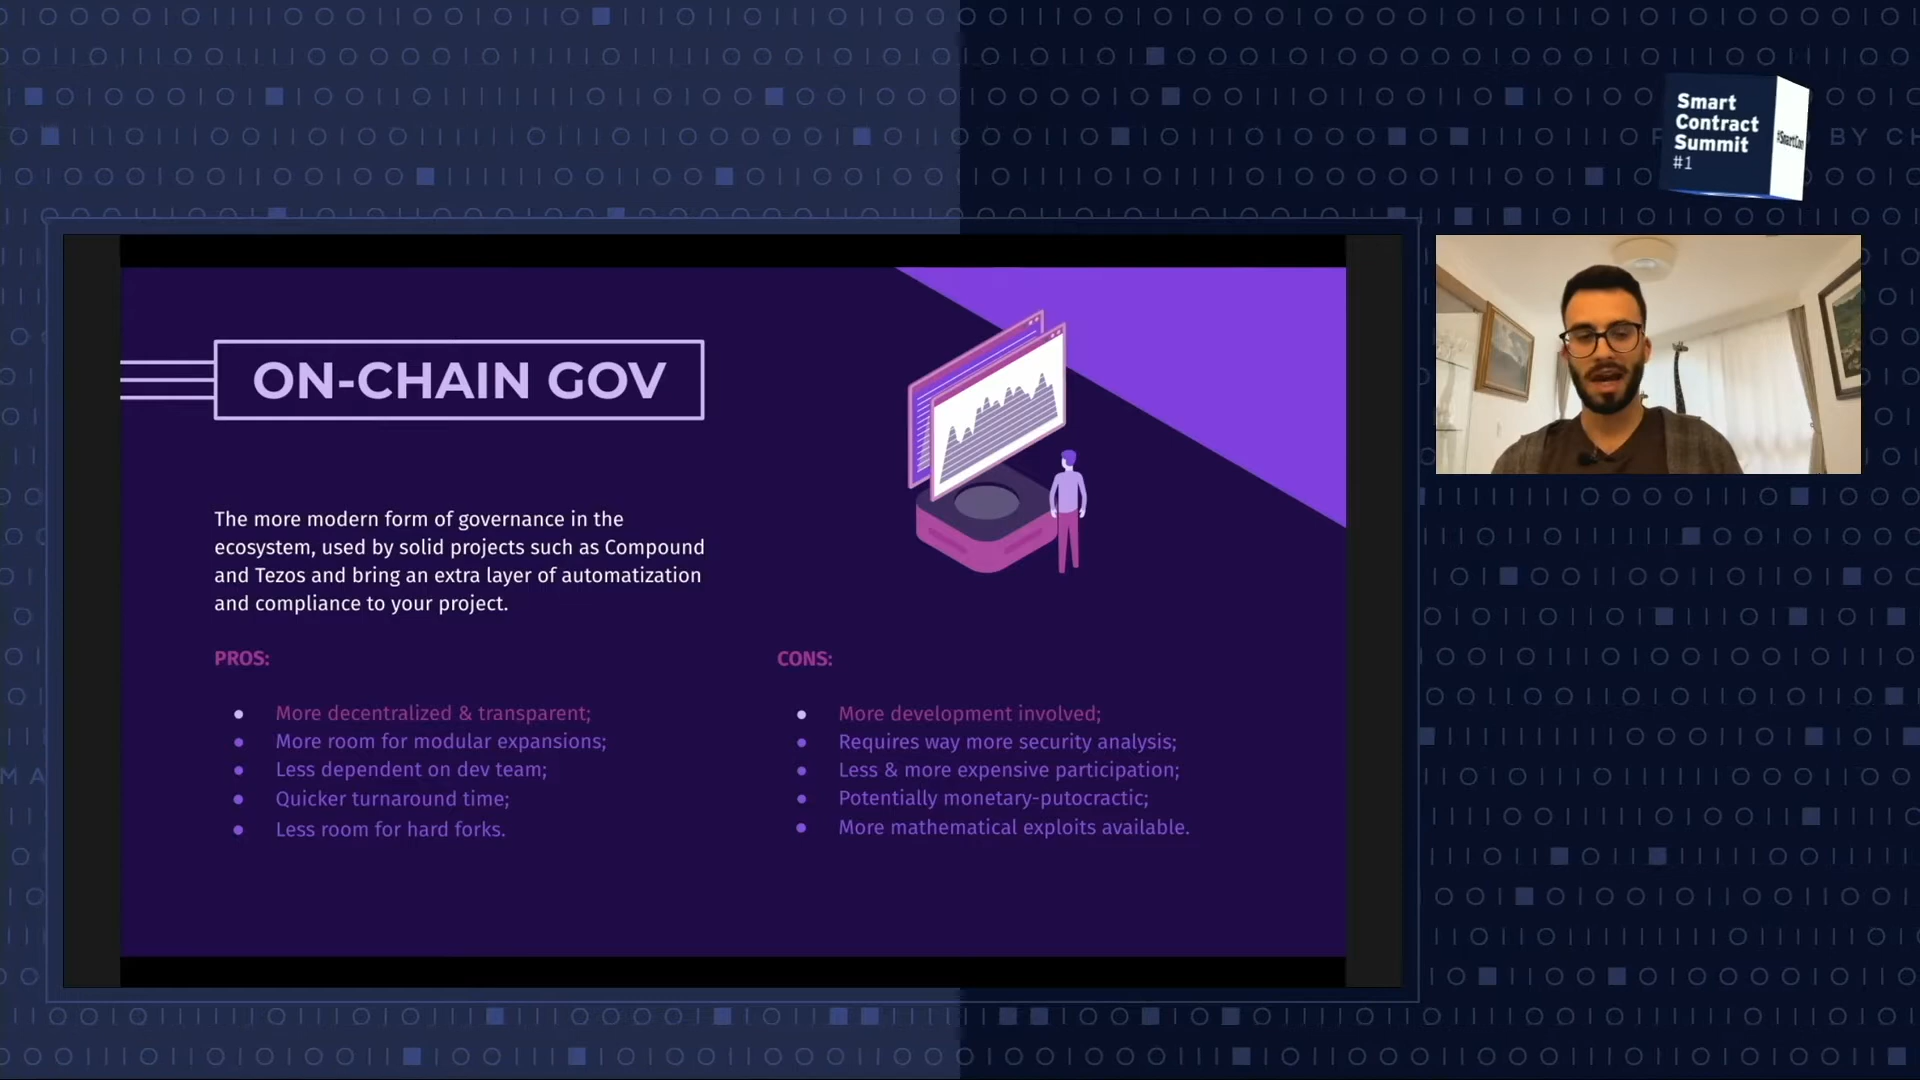 Smart
Contract
Summit
#1
#SmartCon
BY CH
ON-CHAIN GOV
The more modern form of governance in the
ecosystem, used by solid projects such as Compound
and Tezos and bring an extra layer of automatization
and compliance to your project.
PROS:
More decentralized & transparent;
More room for modular expansions;
Less dependent on dev team;
Quicker turnaround time;
Less room for hard forks.
CONS:
More development involved;
Requires way more security analysis;
Less & more expensive participation;
Potentially monetary-putocractic;
More mathematical exploits available.